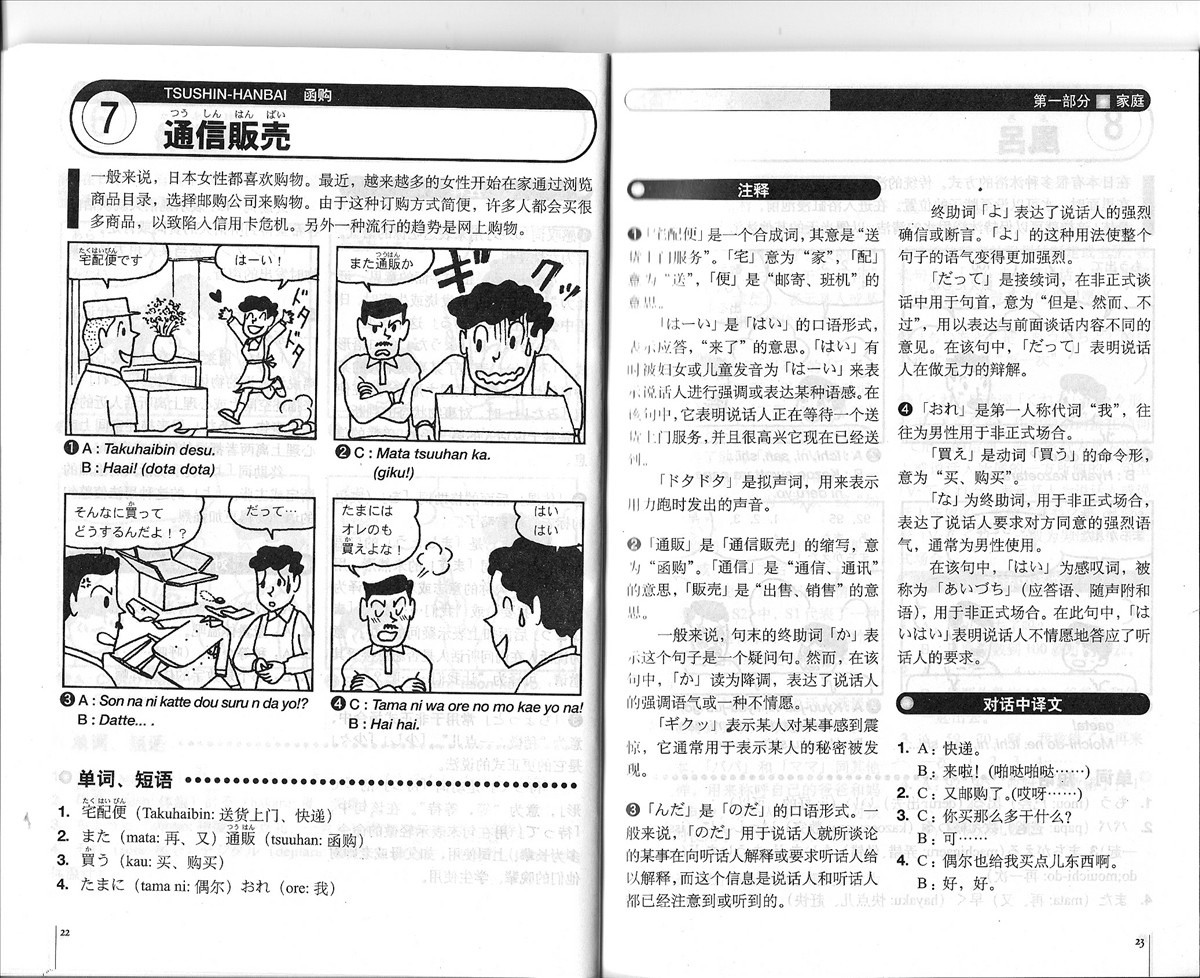 7
TSUSHIN-HANBAI 函购
つう しん はん ばい
通信販売
一般来说，日本女性都喜欢购物。最近，越来越多的女性开始在家通过浏览
商品目录，选择邮购公司来购物。由于这种订购方式简便，许多人都会买很
多商品，以致陷人信用卡危机。另外一种流行的趋势是网上购物。
たくはいびん
宅配便です
はーい！
ドタドタ
つうはん
また通販か
ギクッ
❶ A : Takuhaibin desu.
B : Haai! (dota dota)
❷ C : Mata tsuuhan ka.
(giku!)
そんなに買って
どうするんだよ！？
だって…
たまには
オレのも
買えよな！
はい
はい
❸ A : Son na ni katte dou suru n da yo!?
B : Datte... .
❹ C : Tama ni wa ore no mo kae yo na!
B : Hai hai.
单词、短语
たくはいびん
1. 宅配便（Takuhaibin: 送货上门、快递）
つうはん
2. また（mata: 再、又）通販（tsuuhan: 函购）
か
3. 買う（kau: 买、购买）
4. たまに（tama ni: 偶尔）おれ（ore: 我）
22
第一部分 家庭
注释
❶「宅配便」是一个合成词，其意是“送
货上门服务”。「宅」意为“家”，「配」
意为“送”，「便」是“邮寄、班机”的
意思。
「はーい」是「はい」的口语形式，
表示应答，“来了”的意思。「はい」有
时被妇女或儿童发音为「はーい」来表
示说话人进行强调或表达某种语感。在
该句中，它表明说话人正在等待一个送
货上门服务，并且很高兴它现在已经送
到。
「ドタドタ」是拟声词，用来表示
用力跑时发出的声音。
❷「通販」是「通信販売」的缩写，意
为“函购”。「通信」是“通信、通讯”
的意思，「販売」是“出售、销售”的意
思。
一般来说，句末的终助词「か」表
示这个句子是一个疑问句。然而，在该
句中，「か」读为降调，表达了说话人
的强调语气或一种不情愿。
「ギクッ」表示某人对某事感到震
惊，它通常用于表示某人的秘密被发
现。
❸「んだ」是「のだ」的口语形式。一
般来说，「のだ」用于说话人就所谈论
的某事在向听话人解释或要求听话人给
以解释，而这个信息是说话人和听话人
都已经注意到或听到的。
终助词「よ」表达了说话人的强烈
确信或断言。「よ」的这种用法使整个
句子的语气变得更加强烈。
「だって」是接续词，在非正式谈
话中用于句首，意为“但是、然而、不
过”，用以表达与前面谈话内容不同的
意见。在该句中，「だって」表明说话
人在做无力的辩解。
❹「おれ」是第一人称代词“我”，往
往为男性用于非正式场合。
「買え」是动词「買う」的命令形，
意为“买、购买”。
「な」为终助词，用于非正式场合，
表达了说话人要求对方同意的强烈语
气，通常为男性使用。
在该句中，「はい」为感叹词，被
称为「あいづち」（应答语、随声附和
语），用于非正式场合。在此句中，「は
いはい」表明说话人不情愿地答应了听
话人的要求。
对话中译文
1. A：快递。
B：来啦！（啪哒啪哒……）
2. C：又邮购了。（哎呀……）
3. C：你买那么多干什么？
B：可……
4. C：偶尔也给我买点儿东西啊。
B：好，好。
23